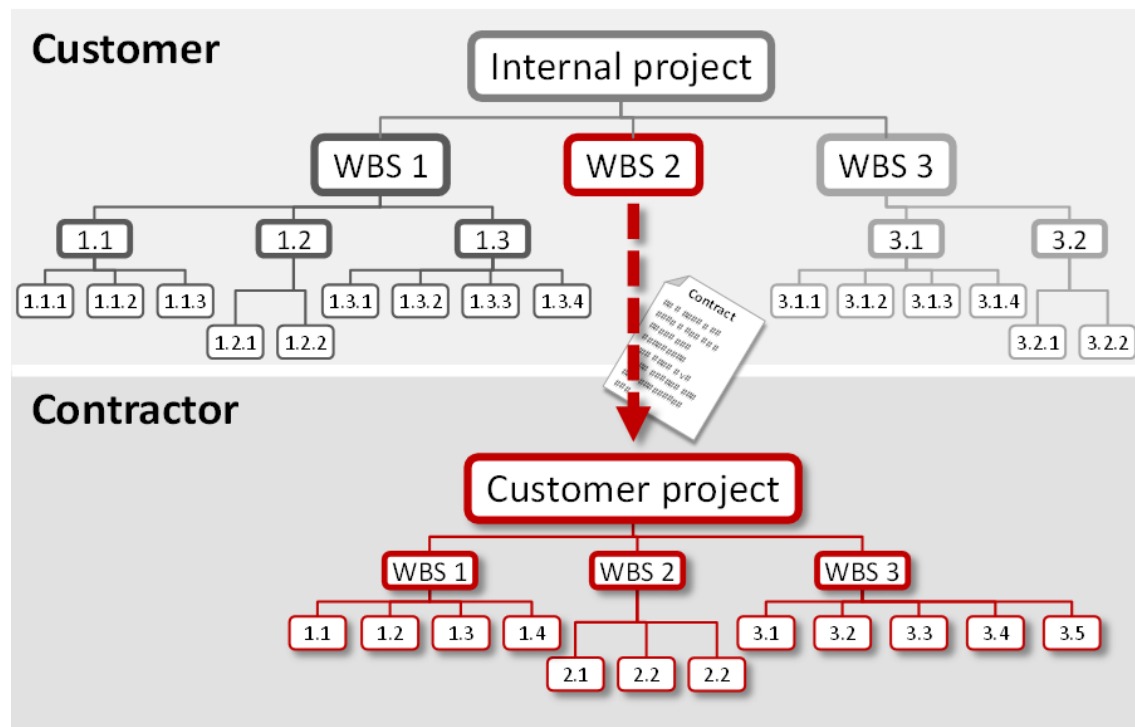 Customer
Internal project
WBS 1 WBS 2 WBS 3
1.1 1.2 1.3 3.1 3.2
1.1.1 1.1.2 1.1.3 1.3.1 1.3.2 1.3.3 1.3.4 3.1.1 3.1.2 3.1.3 3.1.4
1.2.1 1.2.2 3.2.1 3.2.2
Contract
Contractor
Customer project
WBS 1 WBS 2 WBS 3
1.1 1.2 1.3 1.4 3.1 3.2 3.3 3.4 3.5
2.1 2.2 2.2